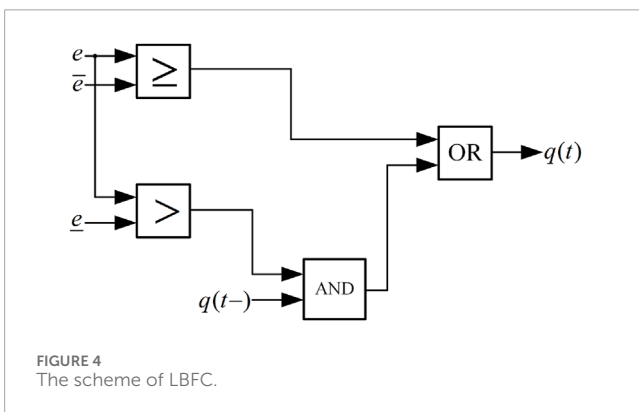 e
e̅
≥
OR
q(t)
e̲
>
q(t−)
AND
FIGURE 4
The scheme of LBFC.